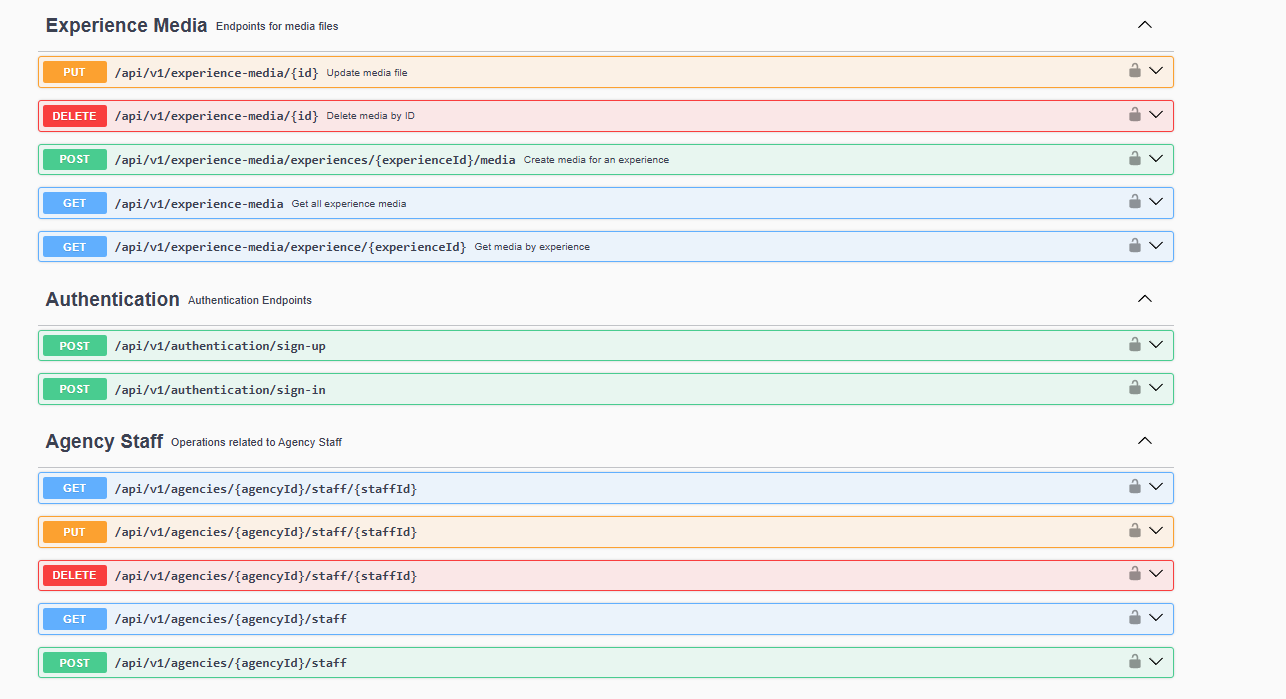 Experience Media Endpoints for media files
PUT /api/v1/experience-media/{id} Update media file
DELETE /api/v1/experience-media/{id} Delete media by ID
POST /api/v1/experience-media/experiences/{experienceId}/media Create media for an experience
GET /api/v1/experience-media Get all experience media
GET /api/v1/experience-media/experience/{experienceId} Get media by experience
Authentication Authentication Endpoints
POST /api/v1/authentication/sign-up
POST /api/v1/authentication/sign-in
Agency Staff Operations related to Agency Staff
GET /api/v1/agencies/{agencyId}/staff/{staffId}
PUT /api/v1/agencies/{agencyId}/staff/{staffId}
DELETE /api/v1/agencies/{agencyId}/staff/{staffId}
GET /api/v1/agencies/{agencyId}/staff
POST /api/v1/agencies/{agencyId}/staff